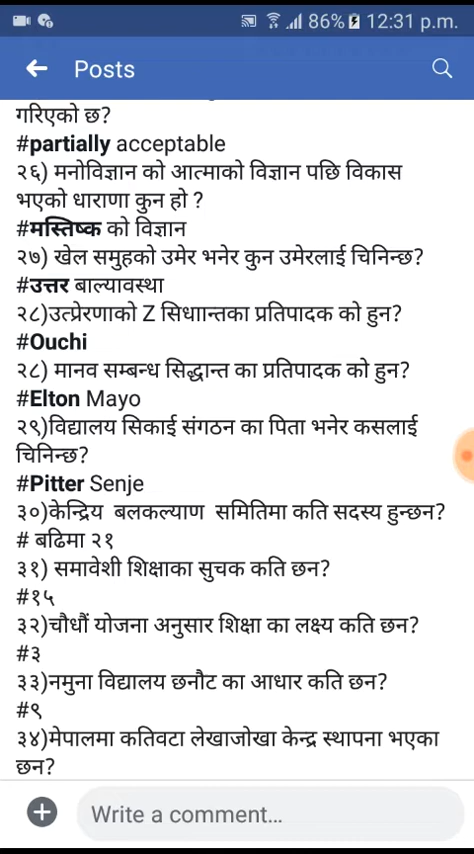 86% 12:31 p.m.
Posts
गरिएको छ?
#partially acceptable
२६) मनोविज्ञान को आत्माको विज्ञान पछि विकास
भएको धाराणा कुन हो ?
#मस्तिष्क को विज्ञान
२७) खेल समुहको उमेर भनेर कुन उमेरलाई चिनिन्छ?
#उत्तर बाल्यावस्था
२८)उत्प्रेरणाको Z सिधाान्तका प्रतिपादक को हुन?
#Ouchi
२८) मानव सम्बन्ध सिद्धान्त का प्रतिपादक को हुन?
#Elton Mayo
२९)विद्यालय सिकाई संगठन का पिता भनेर कसलाई
चिनिन्छ?
#Pitter Senje
३०)केन्द्रिय बलकल्याण समितिमा कति सदस्य हुन्छन?
# बढिमा २१
३१) समावेशी शिक्षाका सुचक कति छन?
#१५
३२)चौधौं योजना अनुसार शिक्षा का लक्ष्य कति छन?
#३
३३)नमुना विद्यालय छनौट का आधार कति छन?
#९
३४)मेपालमा कतिवटा लेखाजोखा केन्द्र स्थापना भएका
छन?
Write a comment...